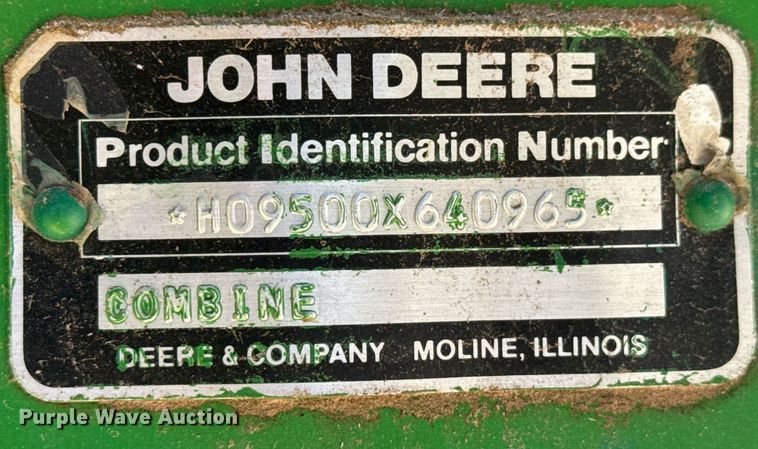 JOHN DEERE
Product Identification Number
*H09500X640965*
COMBINE
DEERE & COMPANY MOLINE, ILLINOIS
Purple Wave Auction